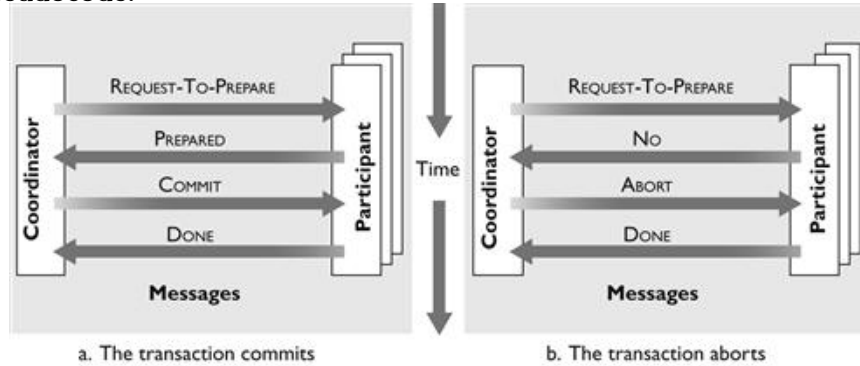 Coordinator
REQUEST-TO-PREPARE
PREPARED
COMMIT
DONE
Participant
Messages
a. The transaction commits
Time
Coordinator
REQUEST-TO-PREPARE
NO
ABORT
DONE
Participant
Messages
b. The transaction aborts